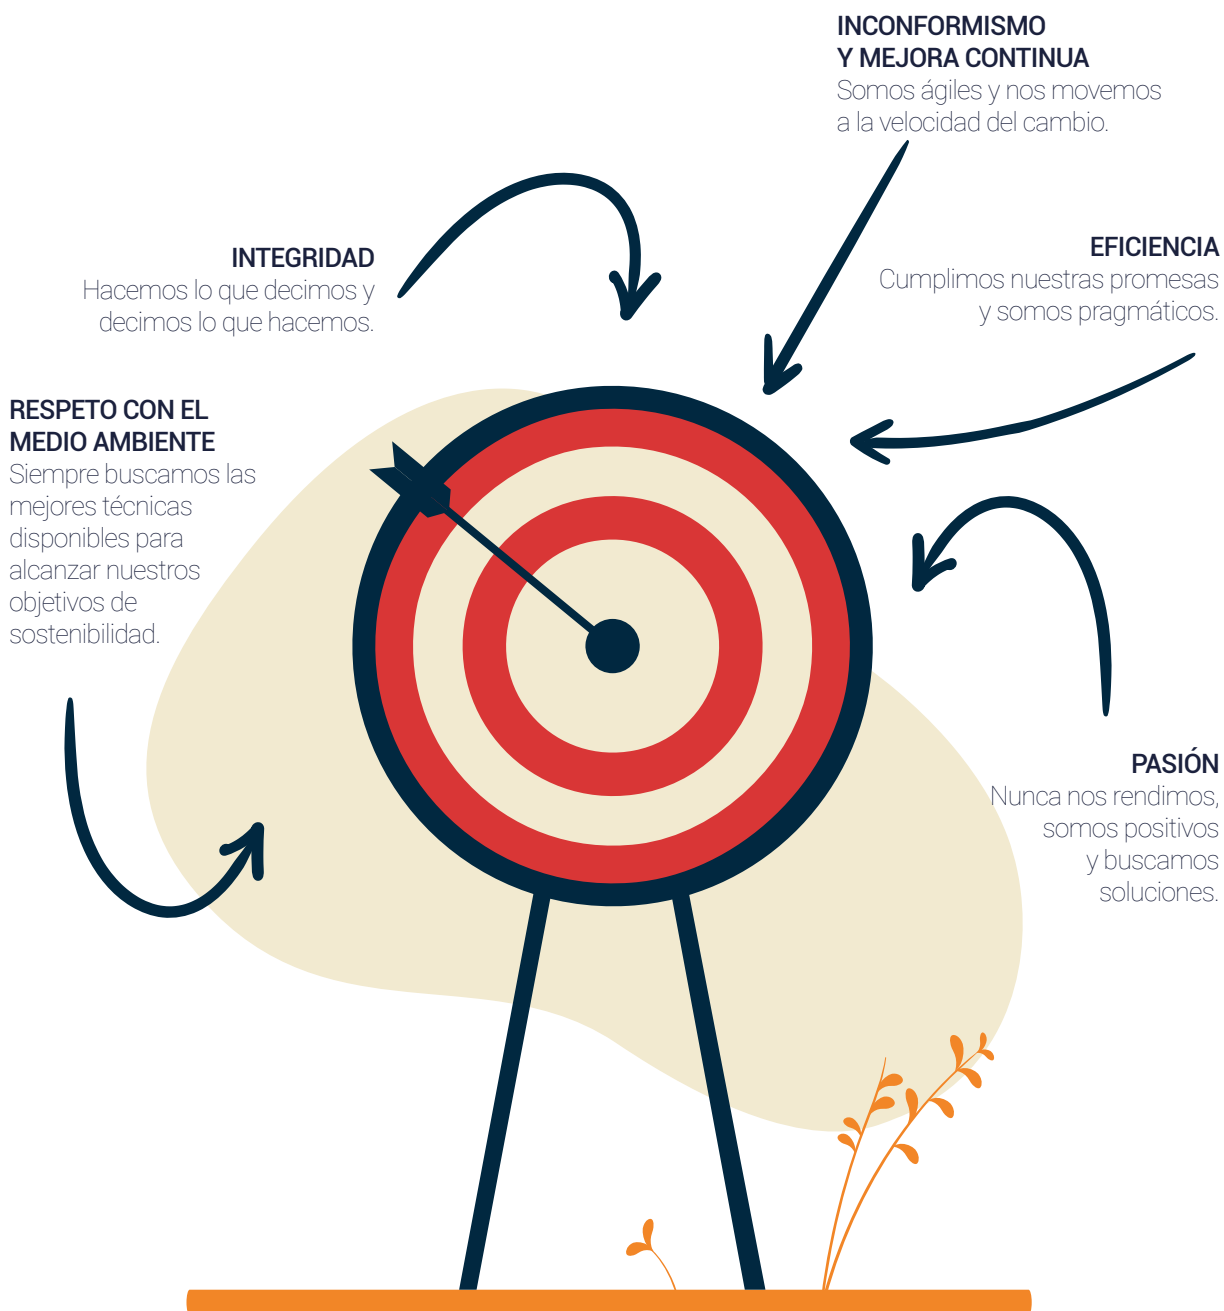 INCONFORMISMO
Y MEJORA CONTINUA
Somos ágiles y nos movemos
a la velocidad del cambio.
INTEGRIDAD
Hacemos lo que decimos y
decimos lo que hacemos.
EFICIENCIA
Cumplimos nuestras promesas
y somos pragmáticos.
RESPETO CON EL
MEDIO AMBIENTE
Siempre buscamos las
mejores técnicas
disponibles para
alcanzar nuestros
objetivos de
sostenibilidad.
PASIÓN
Nunca nos rendimos,
somos positivos
y buscamos
soluciones.